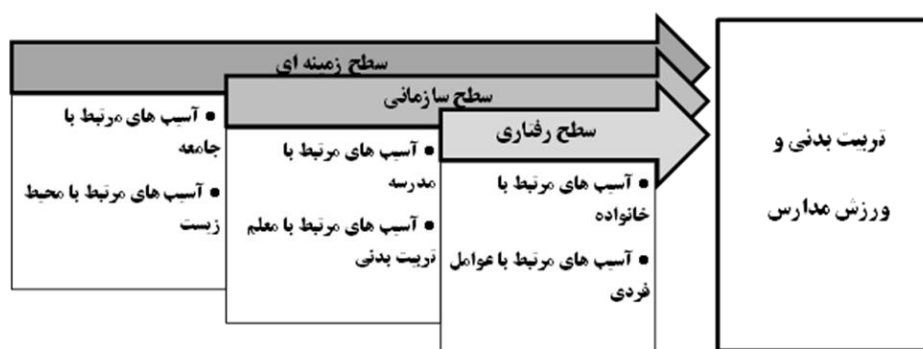 سطح زمینه ای
● آسیب های مرتبط با
جامعه
● آسیب های مرتبط با محیط
زیست
سطح سازمانی
● آسیب های مرتبط با
مدرسه
● آسیب های مرتبط با معلم
تربیت بدنی
سطح رفتاری
● آسیب های مرتبط با
خانواده
● آسیب های مرتبط با عوامل
فردی
تربیت بدنی و
ورزش مدارس